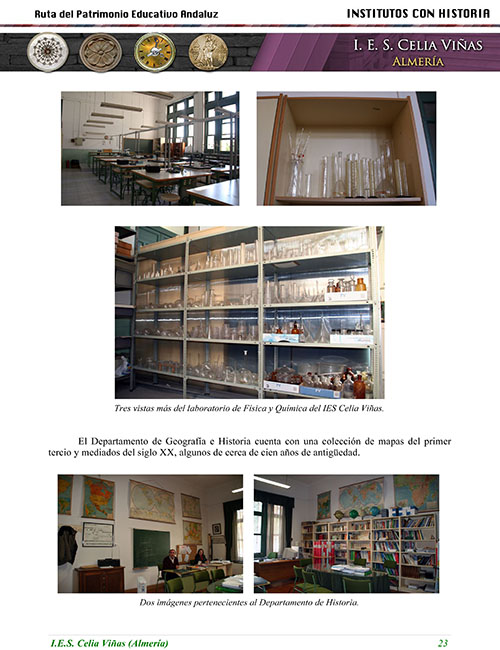 Ruta del Patrimonio Educativo Andaluz
INSTITUTOS CON HISTORIA
I. E. S. CELIA VIÑAS
ALMERÍA
Tres vistas más del laboratorio de Física y Química del IES Celia Viñas.
El Departamento de Geografía e Historia cuenta con una colección de mapas del primer
tercio y mediados del siglo XX, algunos de cerca de cien años de antigüedad.
Dos imágenes pertenecientes al Departamento de Historia.
I.E.S. Celia Viñas (Almería)
23